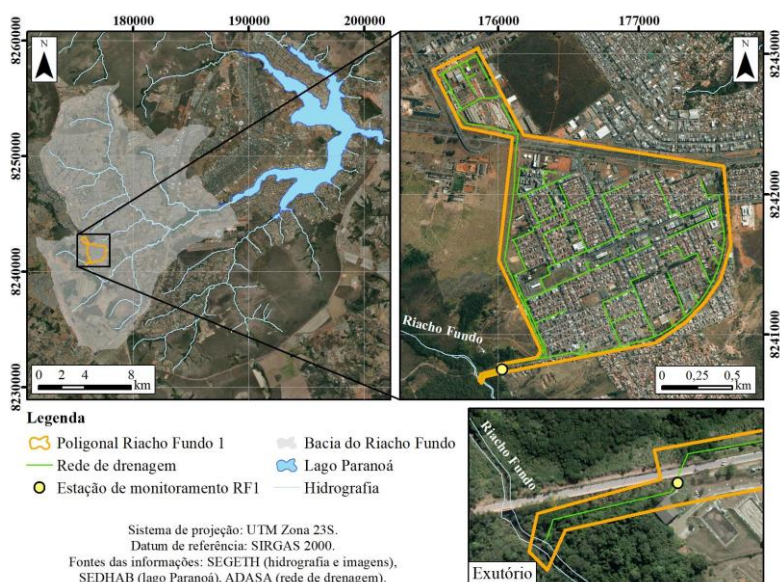 180000
190000
200000
176000
177000
8260000
8250000
8240000
8230000
8243000
8242000
8241000
N
N
Riacho Fundo
0 2 4 8
km
0 0,25 0,5
km
Legenda
Poligonal Riacho Fundo 1
Bacia do Riacho Fundo
Rede de drenagem
Lago Paranoá
Estação de monitoramento RF1
Hidrografia
Sistema de projeção: UTM Zona 23S.
Datum de referência: SIRGAS 2000.
Fontes das informações: SEGETH (hidrografia e imagens),
SEDHAB (lago Paranoá), ADASA (rede de drenagem).
Riacho Fundo
Exutório